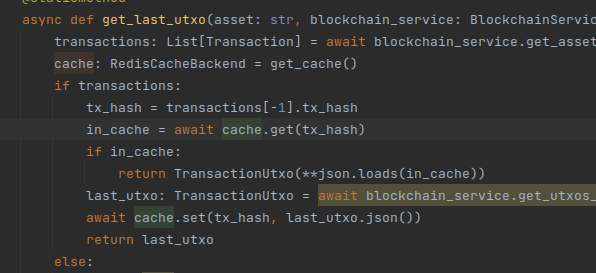 @staticmethod
async def get_last_utxo(asset: str, blockchain_service: BlockchainServic
transactions: List[Transaction] = await blockchain_service.get_asset
cache: RedisCacheBackend = get_cache()
if transactions:
tx_hash = transactions[-1].tx_hash
in_cache = await cache.get(tx_hash)
if in_cache:
return TransactionUtxo(**json.loads(in_cache))
last_utxo: TransactionUtxo = await blockchain_service.get_utxos_
await cache.set(tx_hash, last_utxo.json())
return last_utxo
else: